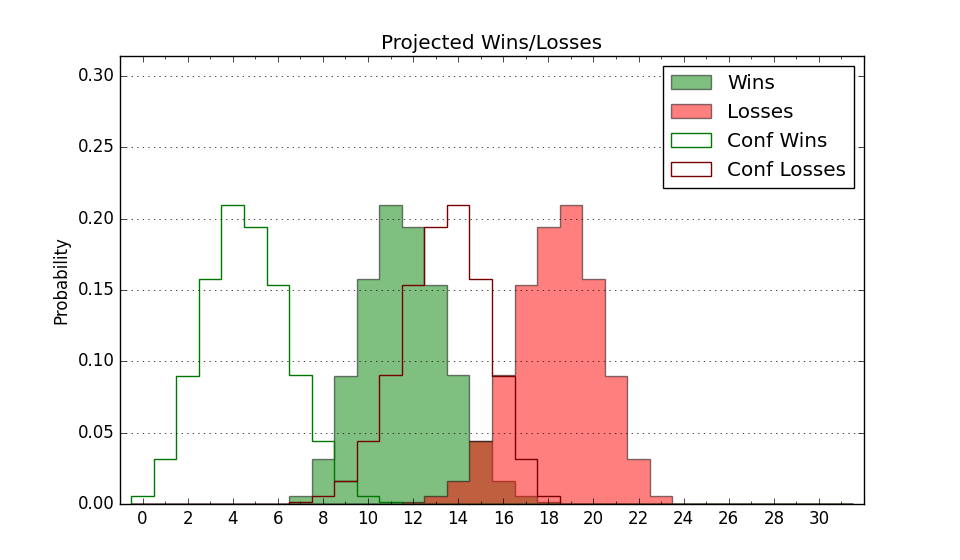 Projected Wins/Losses
Wins
Losses
Conf Wins
Conf Losses
Probability
0.30
0.25
0.20
0.15
0.10
0.05
0.00
0 2 4 6 8 10 12 14 16 18 20 22 24 26 28 30